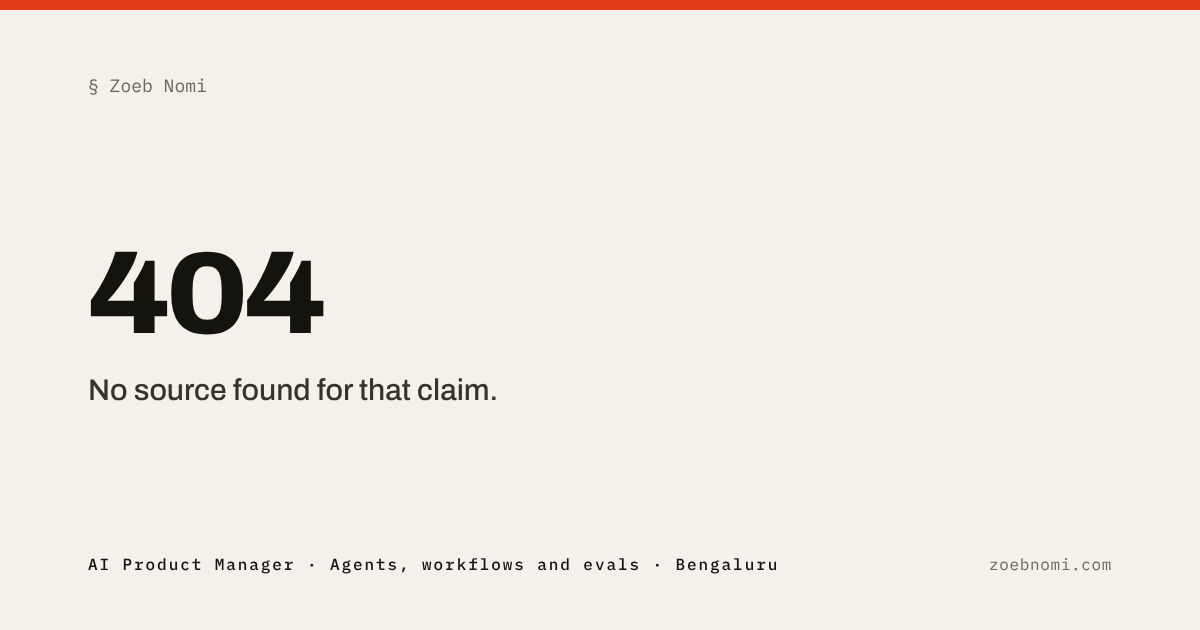 § Zoeb Nomi
404
No source found for that claim.
AI Product Manager · Agents, workflows and evals · Bengaluru
zoebnomi.com